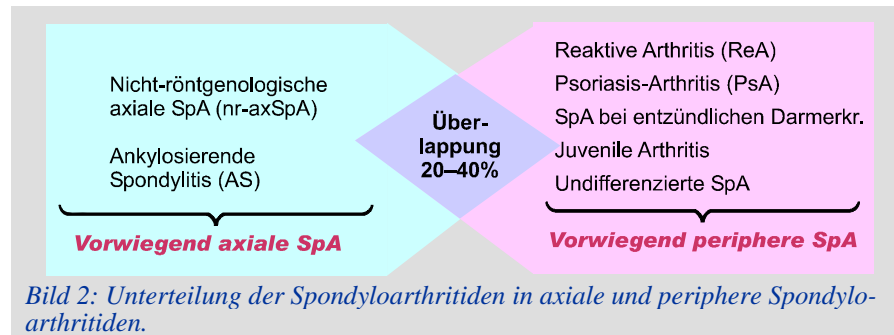 Nicht-röntgenologische
axiale SpA (nr-axSpA)
Ankylosierende
Spondylitis (AS)
Vorwiegend axiale SpA
Über-
lappung
20–40%
Reaktive Arthritis (ReA)
Psoriasis-Arthritis (PsA)
SpA bei entzündlichen Darmerkr.
Juvenile Arthritis
Undifferenzierte SpA
Vorwiegend periphere SpA
Bild 2: Unterteilung der Spondyloarthritiden in axiale und periphere Spondylo-
arthritiden.